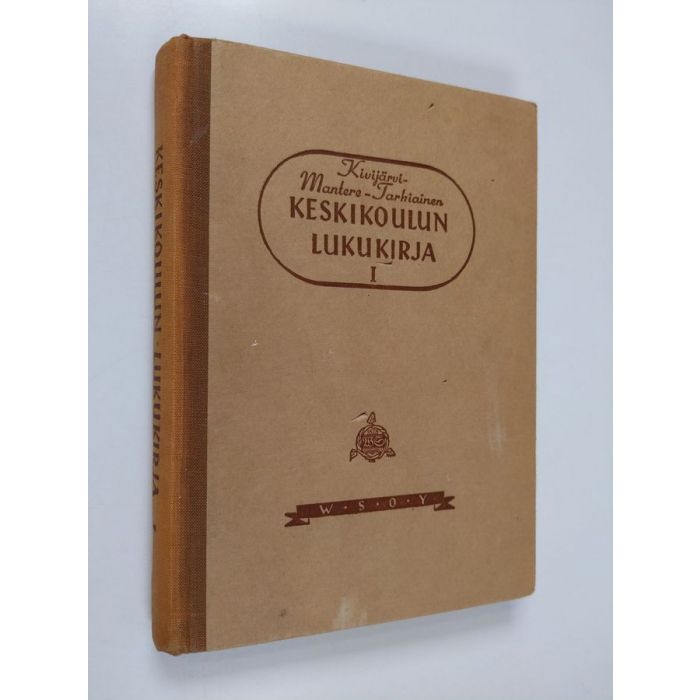 Kivijärvi-
Mantere-Tarkiainen
KESKIKOULUN
LUKUKIRJA
I
W·S·O·Y·
KESKIKOULUN·LUKUKIRJA I